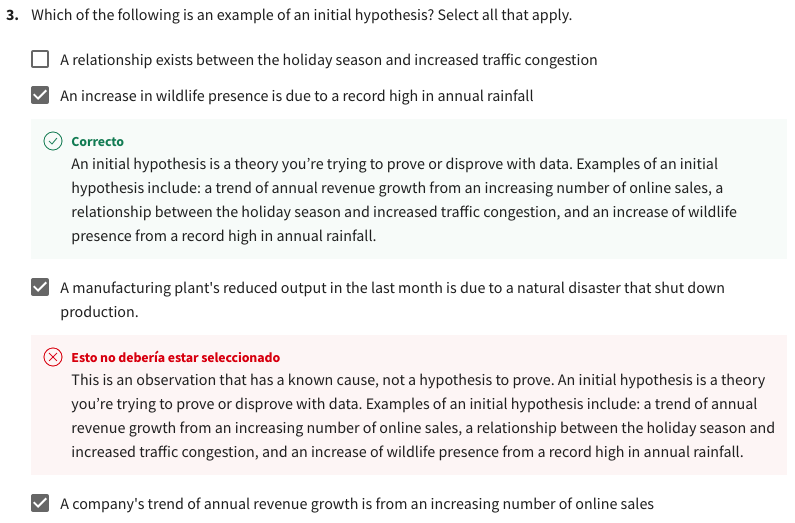 3. Which of the following is an example of an initial hypothesis? Select all that apply.
A relationship exists between the holiday season and increased traffic congestion
An increase in wildlife presence is due to a record high in annual rainfall
Correcto
An initial hypothesis is a theory you’re trying to prove or disprove with data. Examples of an initial
hypothesis include: a trend of annual revenue growth from an increasing number of online sales, a
relationship between the holiday season and increased traffic congestion, and an increase of wildlife
presence from a record high in annual rainfall.
A manufacturing plant's reduced output in the last month is due to a natural disaster that shut down
production.
Esto no debería estar seleccionado
This is an observation that has a known cause, not a hypothesis to prove. An initial hypothesis is a theory
you’re trying to prove or disprove with data. Examples of an initial hypothesis include: a trend of annual
revenue growth from an increasing number of online sales, a relationship between the holiday season and
increased traffic congestion, and an increase of wildlife presence from a record high in annual rainfall.
A company's trend of annual revenue growth is from an increasing number of online sales